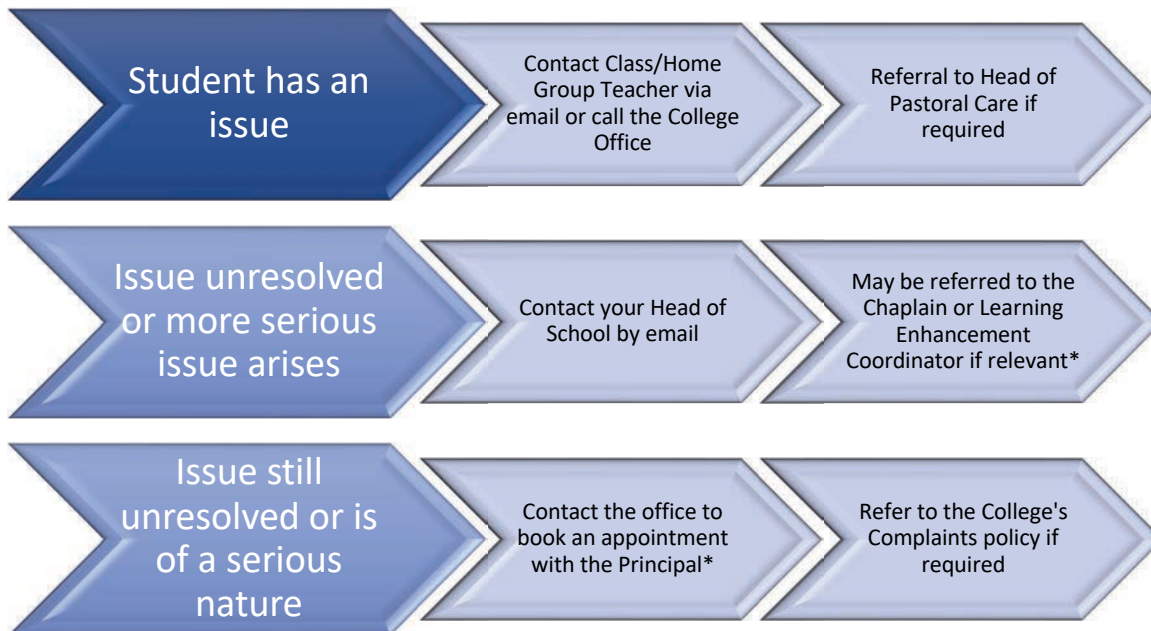 Student has an
issue
Contact Class/Home
Group Teacher via
email or call the College
Office
Referral to Head of
Pastoral Care if
required
Issue unresolved
or more serious
issue arises
Contact your Head of
School by email
May be referred to the
Chaplain or Learning
Enhancement
Coordinator if relevant*
Issue still
unresolved or is
of a serious
nature
Contact the office to
book an appointment
with the Principal*
Refer to the College's
Complaints policy if
required